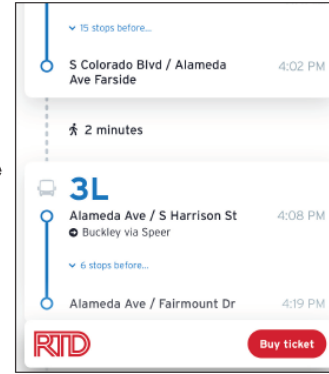 15 stops before...
S Colorado Blvd / Alameda
Ave Farside
4:02 PM
2 minutes
3L
Alameda Ave / S Harrison St
4:08 PM
Buckley via Speer
6 stops before...
Alameda Ave / Fairmount Dr
4:19 PM
RTD
Buy ticket